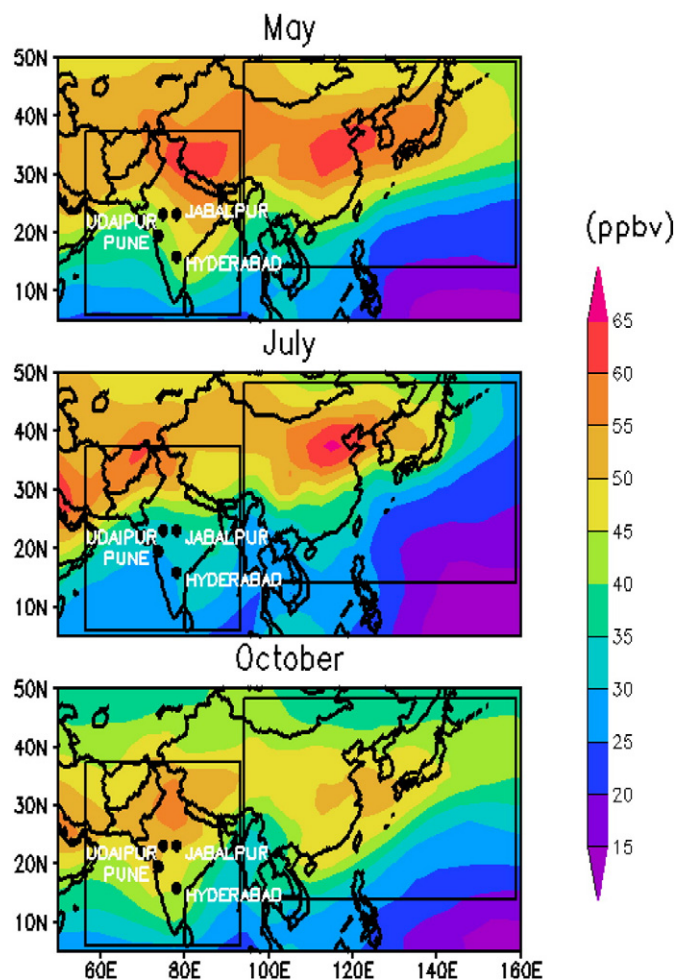 May
50N
40N
30N
20N
10N
UDAIPUR JABALPUR
PUNE
HYDERABAD
(ppbv)
65
60
55
50
45
40
35
30
25
20
15
July
50N
40N
30N
20N
10N
UDAIPUR JABALPUR
PUNE
HYDERABAD
October
50N
40N
30N
20N
10N
UDAIPUR JABALPUR
PUNE
HYDERABAD
60E 80E 100E 120E 140E 160E